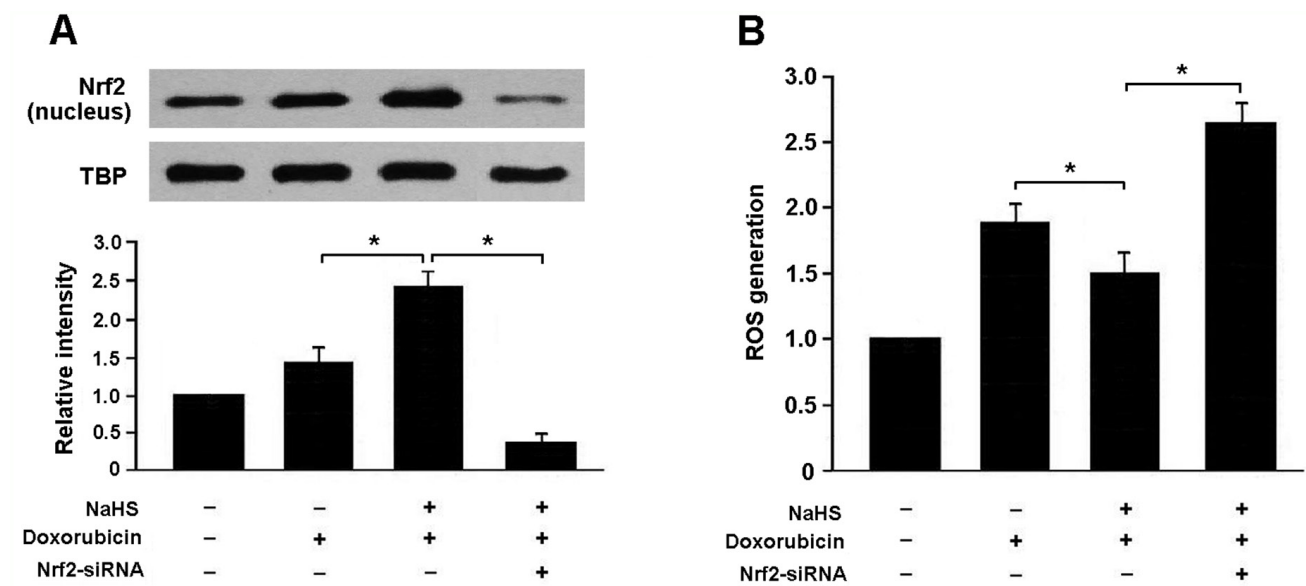 A
Nrf2
(nucleus)
TBP
Relative intensity
3.0
2.5
2.0
1.5
1.0
0.5
0
*
*
NaHS – – + +
Doxorubicin – + + +
Nrf2-siRNA – – – +
B
ROS generation
3.0
2.5
2.0
1.5
1.0
0.5
0
*
*
NaHS – – + +
Doxorubicin – + + +
Nrf2-siRNA – – – +